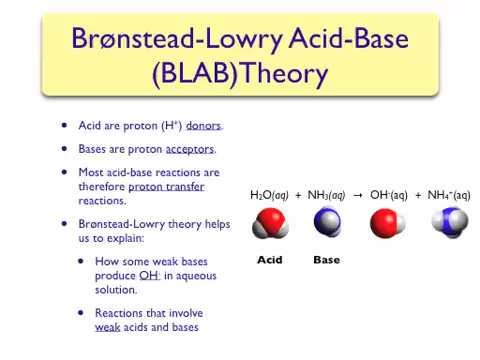 Brønstead-Lowry Acid-Base
(BLAB)Theory
• Acid are proton (H⁺) donors.
• Bases are proton acceptors.
• Most acid-base reactions are
therefore proton transfer
reactions.
• Brønstead-Lowry theory helps
us to explain:
• How some weak bases
produce OH⁻ in aqueous
solution.
• Reactions that involve
weak acids and bases
H₂O(aq) + NH₃(aq) → OH⁻(aq) + NH₄⁺(aq)
Acid Base